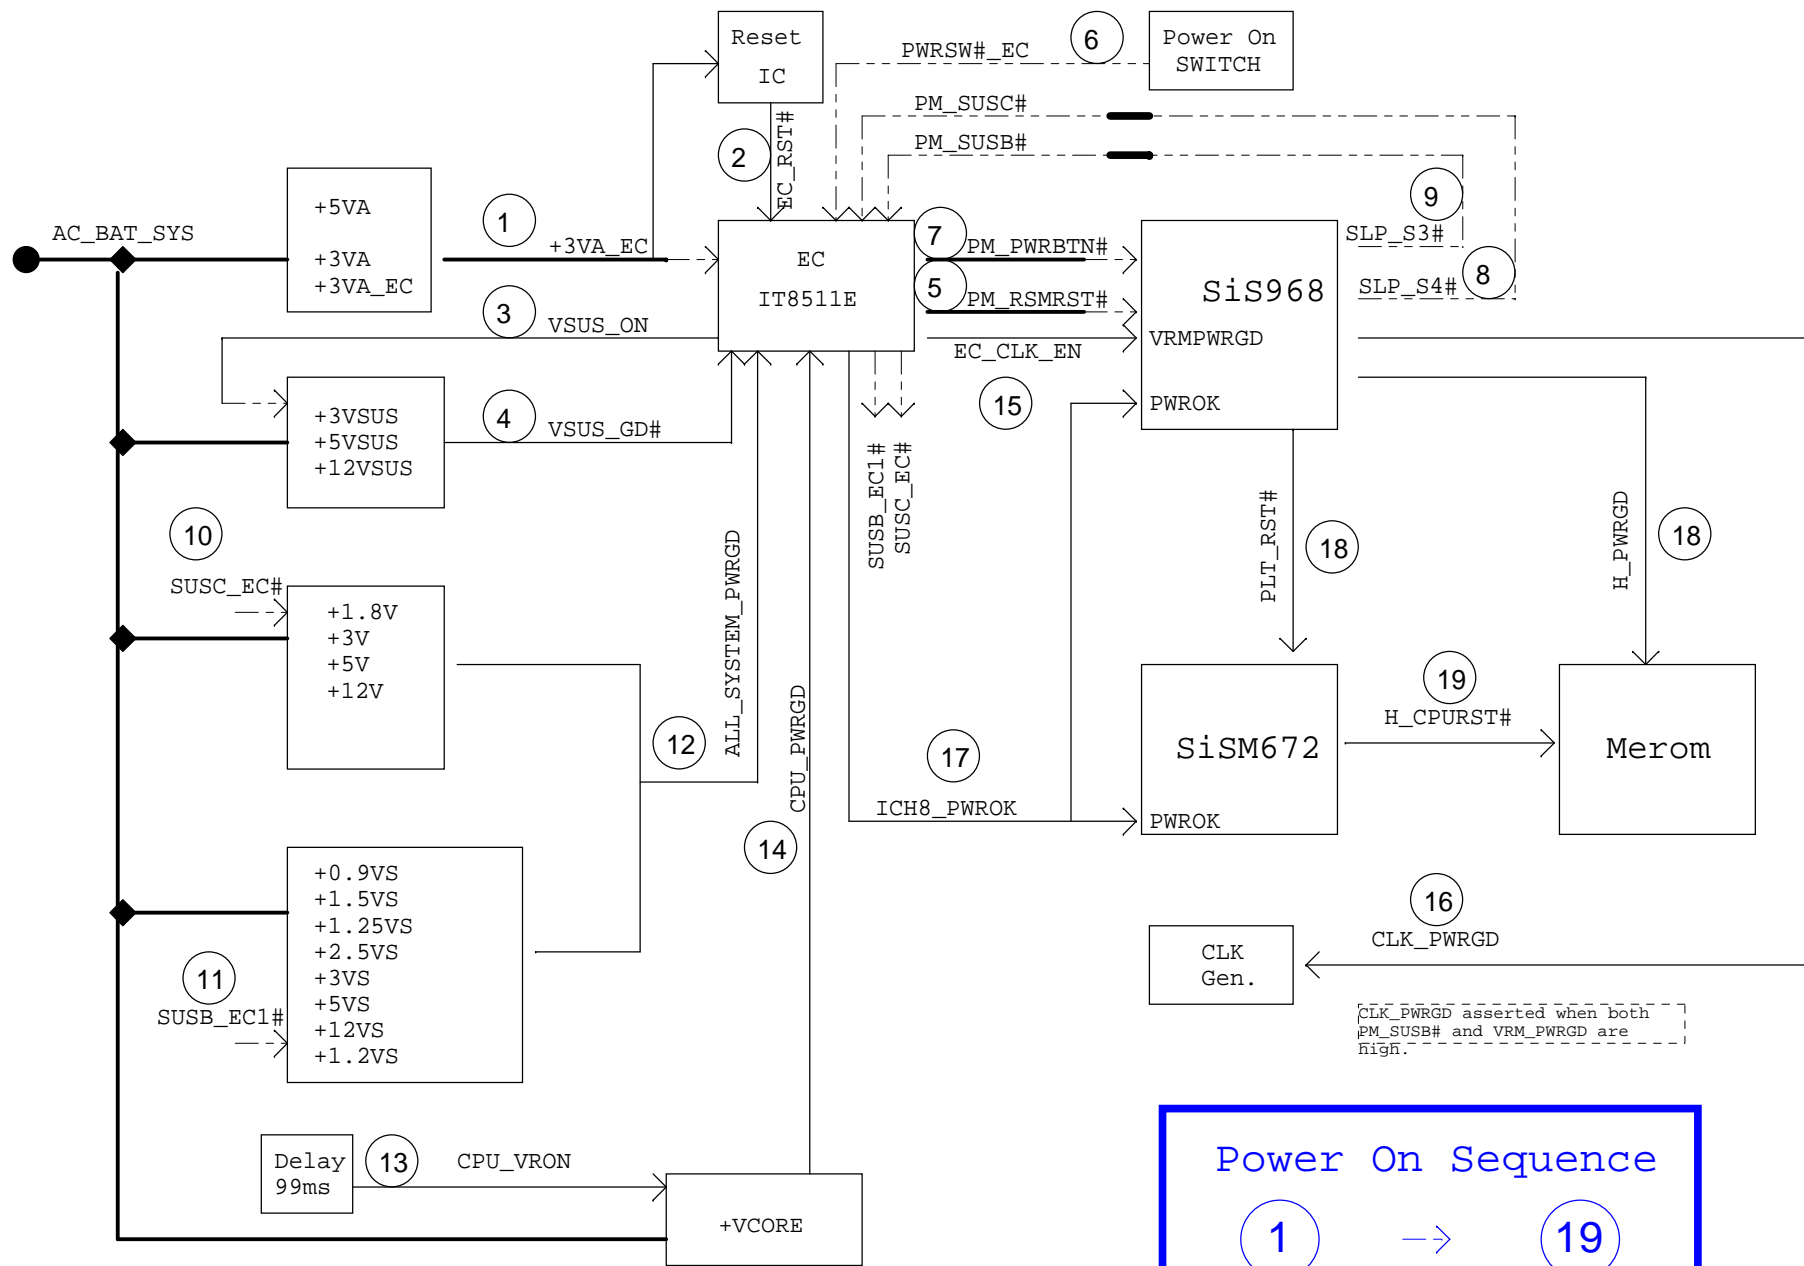 Reset
IC
6
Power On
SWITCH
PWRSW#_EC
PM_SUSC#
PM_SUSB#
2
EC_RST#
+5VA
+3VA
+3VA_EC
AC_BAT_SYS
1
+3VA_EC
EC
IT8511E
7
PM_PWRBTN#
5
PM_RSMRST#
SiS968
VRMPWRGD
PWROK
9
SLP_S3#
SLP_S4#
8
3
VSUS_ON
EC_CLK_EN
15
+3VSUS
+5VSUS
+12VSUS
4
VSUS_GD#
SUSB_EC1#
SUSC_EC#
PLT_RST#
18
H_PWRGD
18
10
SUSC_EC#
+1.8V
+3V
+5V
+12V
12
ALL_SYSTEM_PWRGD
CPU_PWRGD
14
17
ICH8_PWROK
SiSM672
PWROK
19
H_CPURST#
Merom
+0.9VS
+1.5VS
+1.25VS
+2.5VS
+3VS
+5VS
+12VS
+1.2VS
11
SUSB_EC1#
16
CLK_PWRGD
CLK
Gen.
CLK_PWRGD asserted when both
PM_SUSB# and VRM_PWRGD are
high.
Delay
99ms
13
CPU_VRON
+VCORE
Power On Sequence
1
19